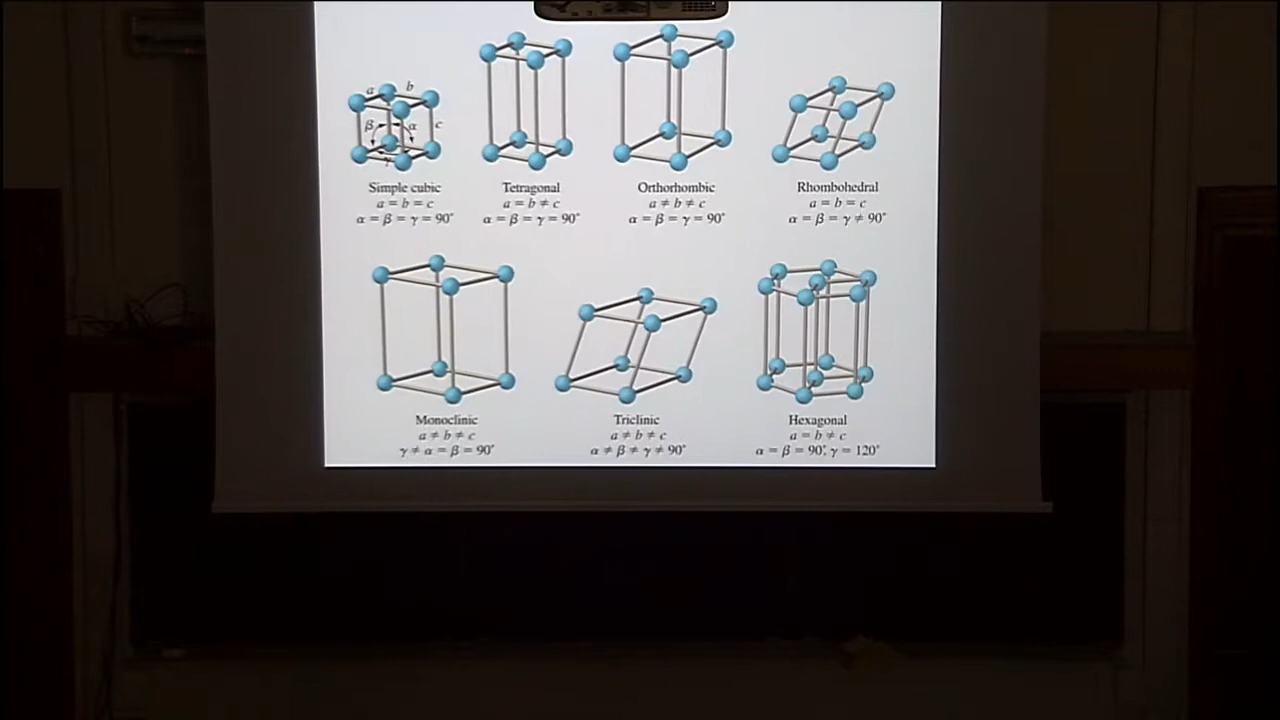 a b
β α c
γ
Simple cubic
a = b = c
α = β = γ = 90°
Tetragonal
a = b ≠ c
α = β = γ = 90°
Orthorhombic
a ≠ b ≠ c
α = β = γ = 90°
Rhombohedral
a = b = c
α = β = γ ≠ 90°
Monoclinic
a ≠ b ≠ c
γ ≠ α = β = 90°
Triclinic
a ≠ b ≠ c
α ≠ β ≠ γ ≠ 90°
Hexagonal
a = b ≠ c
α = β = 90°, γ = 120°